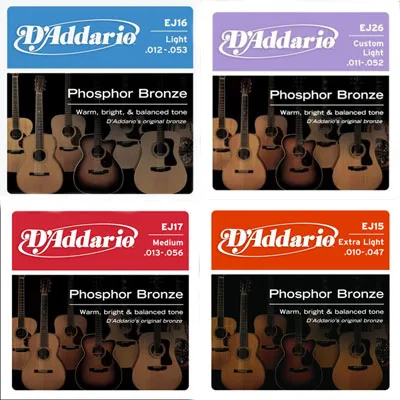 D'Addario
EJ16
Light
.012-.053
Phosphor Bronze
Warm, bright, & balanced tone
D'Addario's original bronze
D'Addario
EJ26
Custom
Light
.011-.052
Phosphor Bronze
Warm, bright & balanced tone
D'Addario's original bronze
D'Addario
EJ17
Medium
.013-.056
Phosphor Bronze
Warm, bright & balanced tone
D'Addario's original bronze
D'Addario
EJ15
Extra Light
.010-.047
Phosphor Bronze
Warm, bright & balanced tone
D'Addario's original bronze